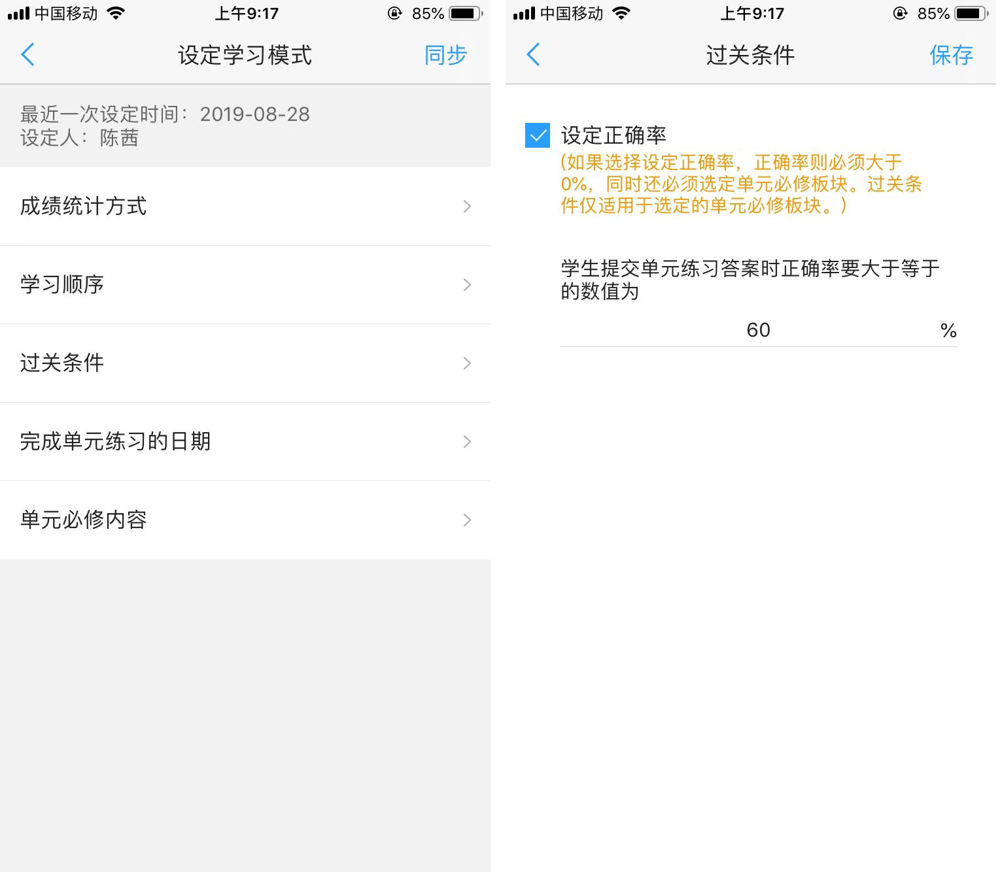 中国移动
上午9:17
85%
设定学习模式
同步
最近一次设定时间：2019-08-28
设定人：陈茜
成绩统计方式
学习顺序
过关条件
完成单元练习的日期
单元必修内容
中国移动
上午9:17
85%
过关条件
保存
设定正确率
(如果选择设定正确率，正确率则必须大于
0%，同时还必须选定单元必修板块。过关条
件仅适用于选定的单元必修板块。)
学生提交单元练习答案时正确率要大于等于
的数值为
60 %